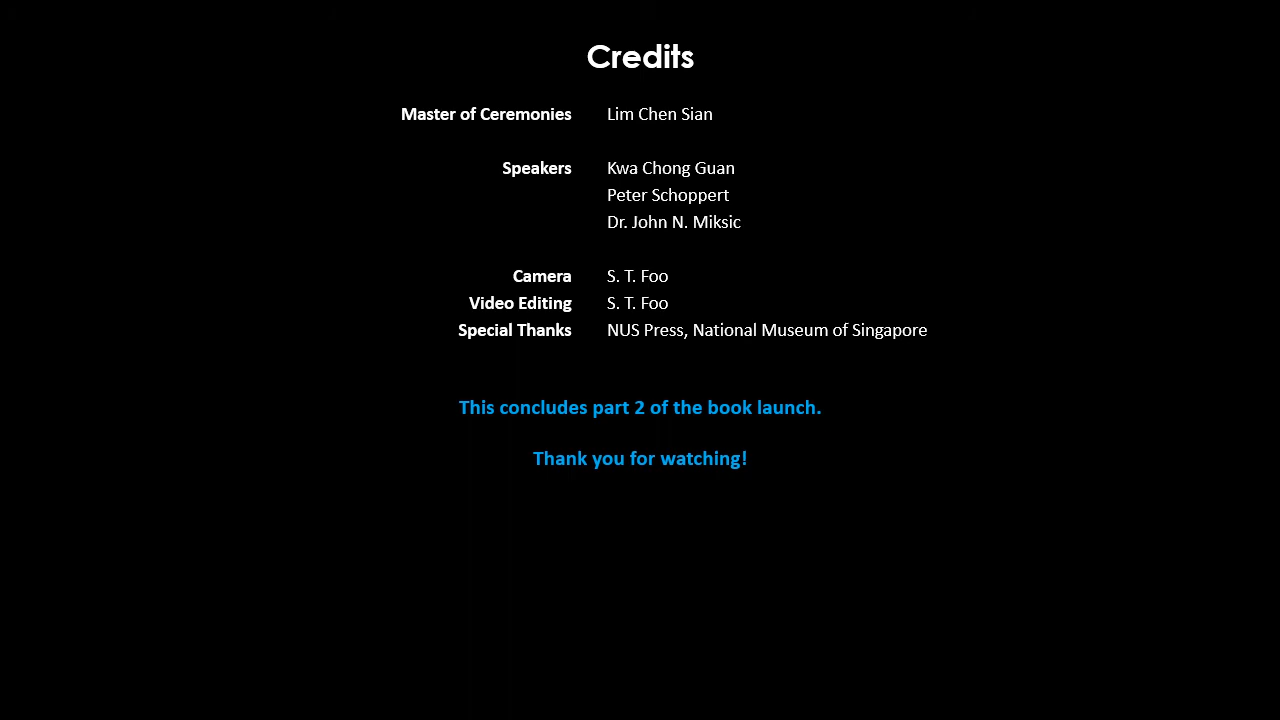 Credits
Master of Ceremonies Lim Chen Sian
Speakers Kwa Chong Guan
Peter Schoppert
Dr. John N. Miksic
Camera S. T. Foo
Video Editing S. T. Foo
Special Thanks NUS Press, National Museum of Singapore
This concludes part 2 of the book launch.
Thank you for watching!